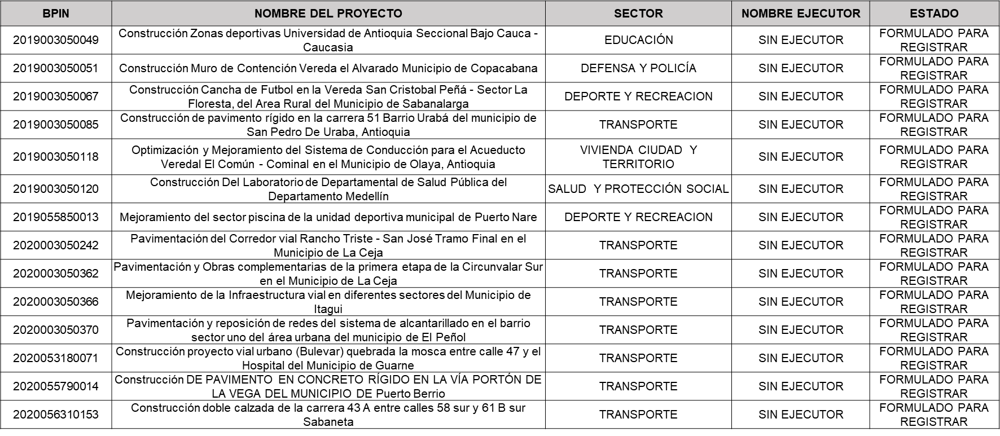 BPIN NOMBRE DEL PROYECTO SECTOR NOMBRE EJECUTOR ESTADO
2019003050049 Construcción Zonas deportivas Universidad de Antioquia Seccional Bajo Cauca - Caucasia EDUCACIÓN SIN EJECUTOR FORMULADO PARA REGISTRAR
2019003050051 Construcción Muro de Contención Vereda el Alvarado Municipio de Copacabana DEFENSA Y POLICÍA SIN EJECUTOR FORMULADO PARA REGISTRAR
2019003050067 Construcción Cancha de Futbol en la Vereda San Cristobal Peñá - Sector La Floresta, del Area Rural del Municipio de Sabanalarga DEPORTE Y RECREACION SIN EJECUTOR FORMULADO PARA REGISTRAR
2019003050085 Construcción de pavimento rígido en la carrera 51 Barrio Urabá del municipio de San Pedro De Uraba, Antioquia TRANSPORTE SIN EJECUTOR FORMULADO PARA REGISTRAR
2019003050118 Optimización y Mejoramiento del Sistema de Conducción para el Acueducto Veredal El Común - Cominal en el Municipio de Olaya, Antioquia VIVIENDA CIUDAD Y TERRITORIO SIN EJECUTOR FORMULADO PARA REGISTRAR
2019003050120 Construcción Del Laboratorio de Departamental de Salud Pública del Departamento Medellín SALUD Y PROTECCIÓN SOCIAL SIN EJECUTOR FORMULADO PARA REGISTRAR
2019055850013 Mejoramiento del sector piscina de la unidad deportiva municipal de Puerto Nare DEPORTE Y RECREACION SIN EJECUTOR FORMULADO PARA REGISTRAR
2020003050242 Pavimentación del Corredor vial Rancho Triste - San José Tramo Final en el Municipio de La Ceja TRANSPORTE SIN EJECUTOR FORMULADO PARA REGISTRAR
2020003050362 Pavimentación y Obras complementarias de la primera etapa de la Circunvalar Sur en el Municipio de La Ceja TRANSPORTE SIN EJECUTOR FORMULADO PARA REGISTRAR
2020003050366 Mejoramiento de la Infraestructura vial en diferentes sectores del Municipio de Itagui TRANSPORTE SIN EJECUTOR FORMULADO PARA REGISTRAR
2020003050370 Pavimentación y reposición de redes del sistema de alcantarillado en el barrio sector uno del área urbana del municipio de El Peñol TRANSPORTE SIN EJECUTOR FORMULADO PARA REGISTRAR
2020053180071 Construcción proyecto vial urbano (Bulevar) quebrada la mosca entre calle 47 y el Hospital del Municipio de Guarne TRANSPORTE SIN EJECUTOR FORMULADO PARA REGISTRAR
2020055790014 Construcción DE PAVIMENTO EN CONCRETO RÍGIDO EN LA VÍA PORTÓN DE LA VEGA DEL MUNICIPIO DE Puerto Berrio TRANSPORTE SIN EJECUTOR FORMULADO PARA REGISTRAR
2020056310153 Construcción doble calzada de la carrera 43 A entre calles 58 sur y 61 B sur Sabaneta TRANSPORTE SIN EJECUTOR FORMULADO PARA REGISTRAR